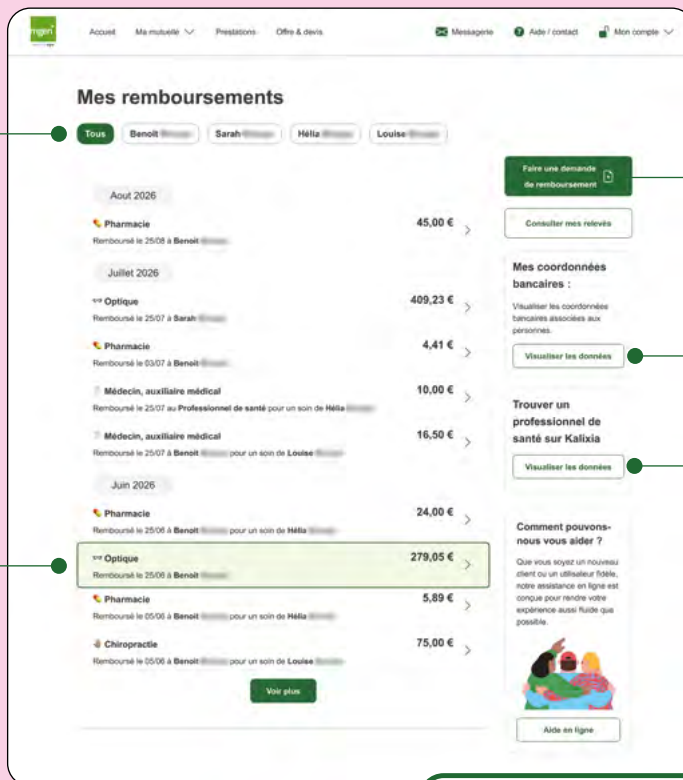 mgen
Accueil
Ma mutuelle
Prestations
Offre & devis
Messagerie
Aide / contact
Mon compte
Mes remboursements
Tous
Benoit
Sarah
Hélia
Louise
Aout 2026
Pharmacie
45,00 €
Remboursé le 25/08 à Benoit
Juillet 2026
Optique
409,23 €
Remboursé le 25/07 à Sarah
Pharmacie
4,41 €
Remboursé le 03/07 à Benoit
Médecin, auxiliaire médical
10,00 €
Remboursé le 25/07 au Professionnel de santé pour un soin de Hélia
Médecin, auxiliaire médical
16,50 €
Remboursé le 25/07 à Benoit pour un soin de Louise
Juin 2026
Pharmacie
24,00 €
Remboursé le 25/06 à Benoit pour un soin de Hélia
Optique
279,05 €
Remboursé le 25/06 à Benoit
Pharmacie
5,89 €
Remboursé le 05/06 à Benoit pour un soin de Hélia
Chiropractie
75,00 €
Remboursé le 05/06 à Benoit pour un soin de Louise
Voir plus
Faire une demande
de remboursement
Consulter mes relevés
Mes coordonnées
bancaires :
Visualiser les coordonnées
bancaires associées aux
personnes.
Visualiser les données
Trouver un
professionnel de
santé sur Kalixia
Visualiser les données
Comment pouvons-
nous vous aider ?
Que vous soyez un nouveau
client ou un utilisateur fidèle,
notre assistance en ligne est
conçue pour rendre votre
expérience aussi fluide que
possible.
Aide en ligne